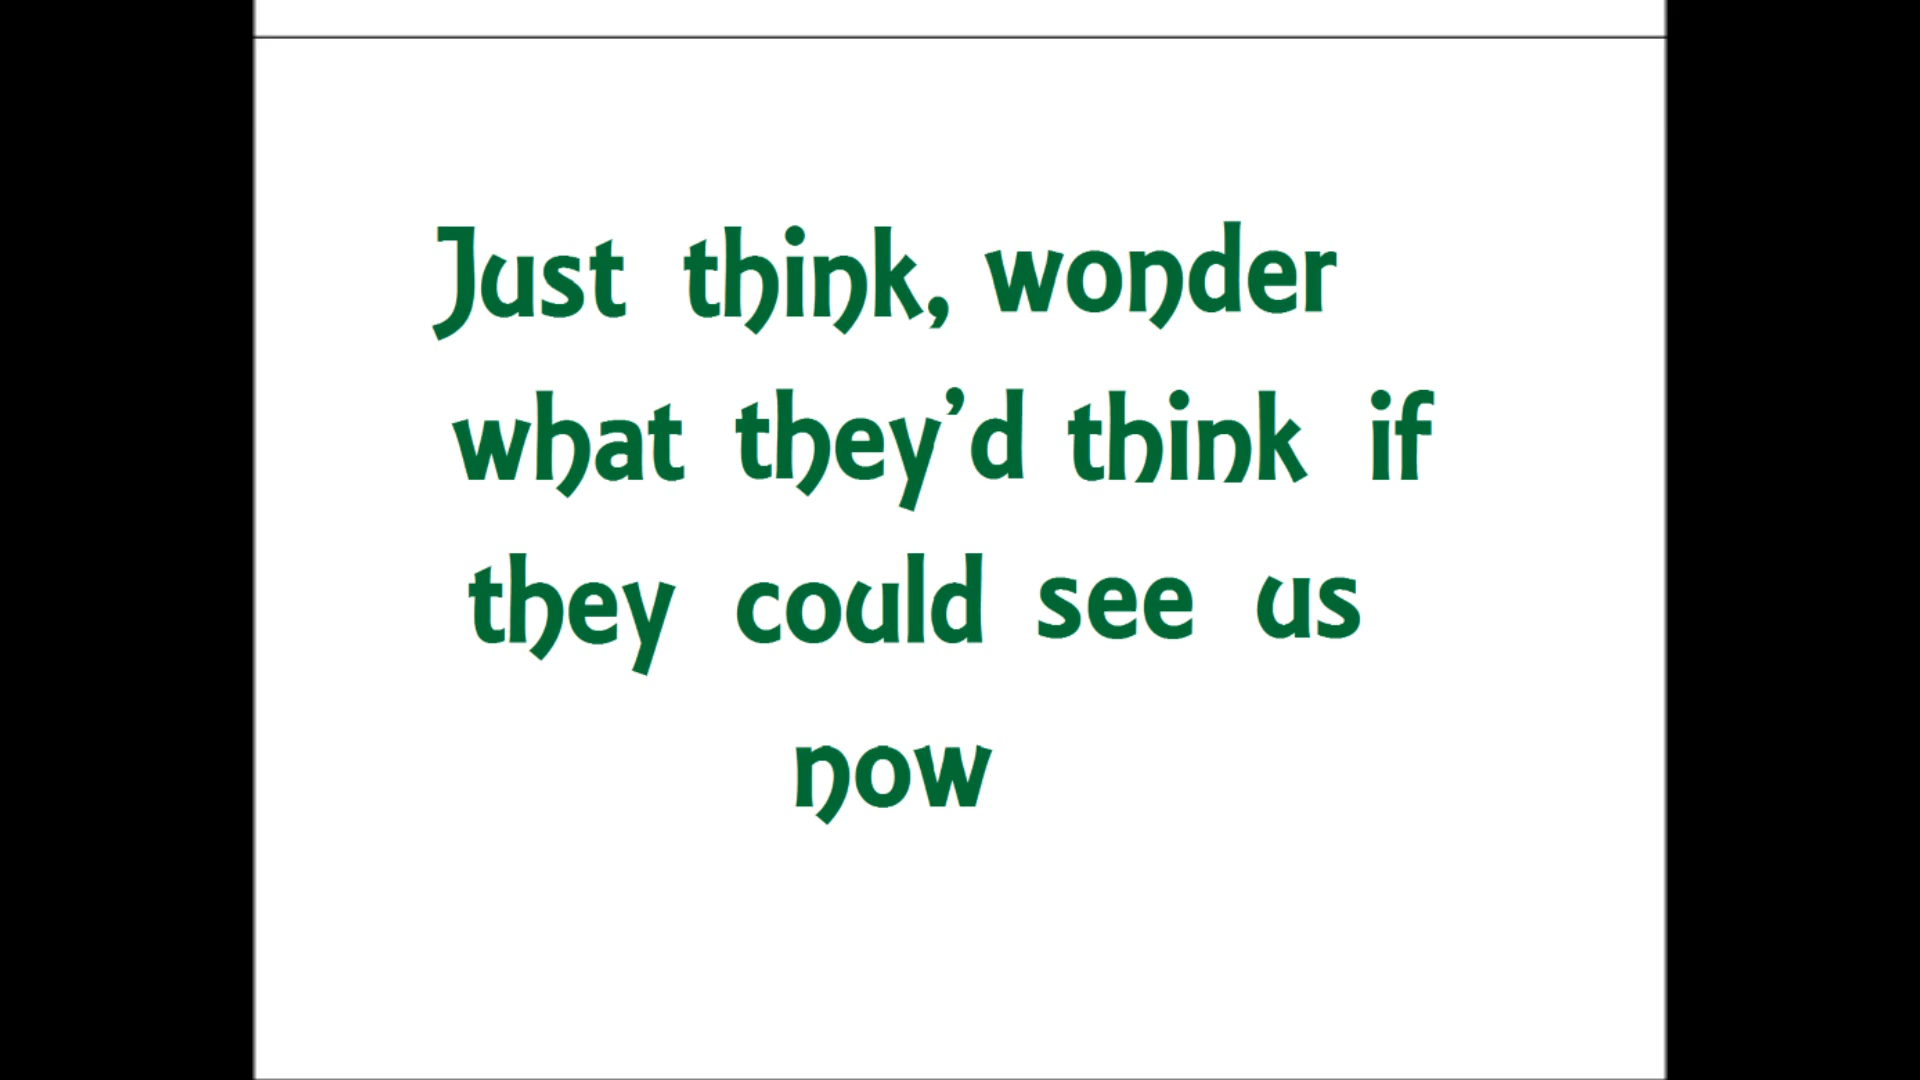 Just think, wonder
what they’d think if
they could see us
now